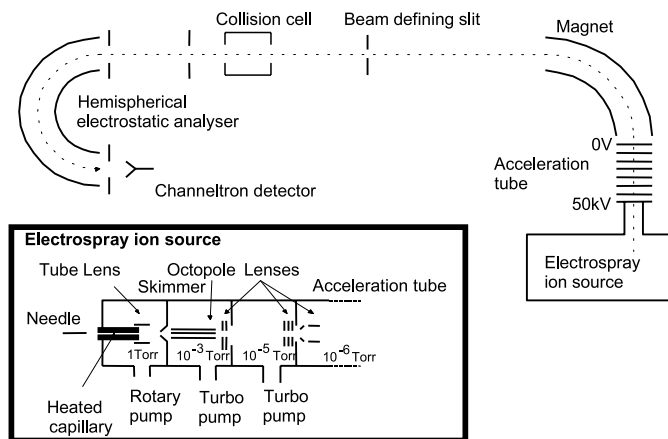 Collision cell
Beam defining slit
Magnet
Hemispherical
electrostatic analyser
0V
Acceleration
tube
Channeltron detector
50kV
Electrospray
ion source
Electrospray ion source
Tube Lens
Octopole
Lenses
Skimmer
Acceleration tube
Needle
1Torr
10-3 Torr
10-5 Torr
10-6 Torr
Heated
capillary
Rotary
pump
Turbo
pump
Turbo
pump